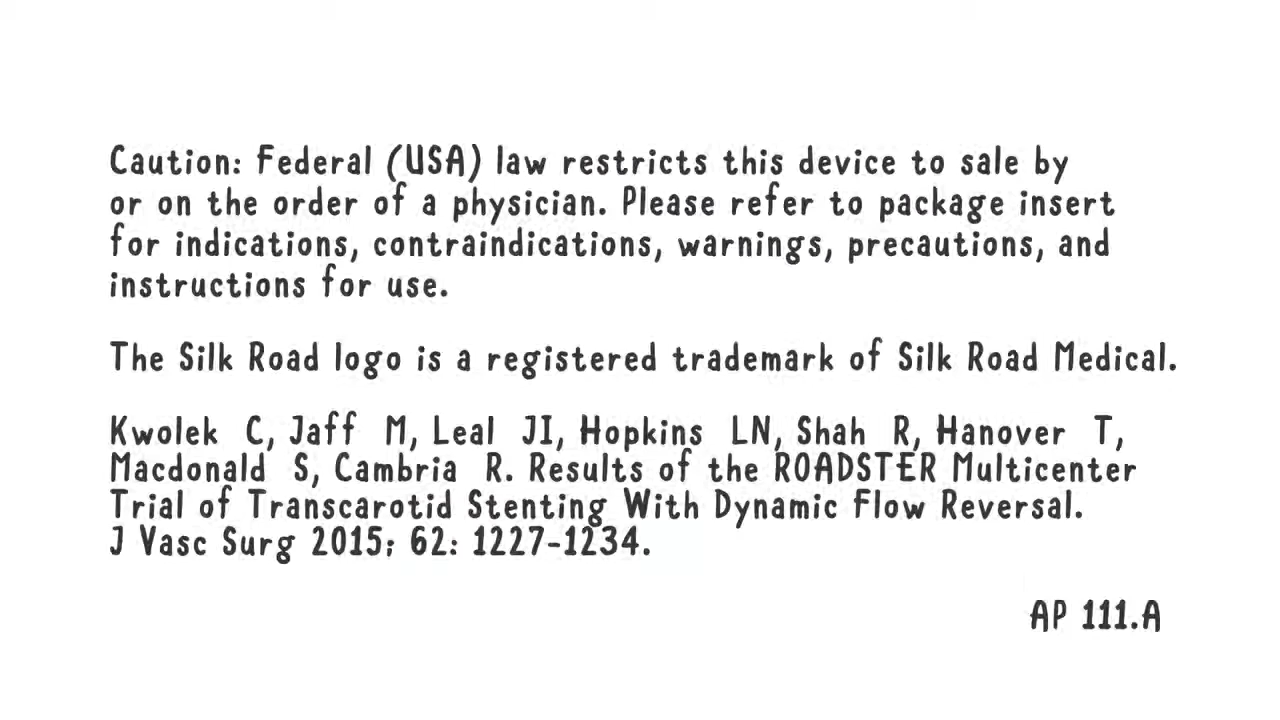 Caution: Federal (USA) law restricts this device to sale by
or on the order of a physician. Please refer to package insert
for indications, contraindications, warnings, precautions, and
instructions for use.
The Silk Road logo is a registered trademark of Silk Road Medical.
Kwolek C, Jaff M, Leal JI, Hopkins LN, Shah R, Hanover T,
Macdonald S, Cambria R. Results of the ROADSTER Multicenter
Trial of Transcarotid Stenting With Dynamic Flow Reversal.
J Vasc Surg 2015; 62: 1227-1234.
AP 111.A